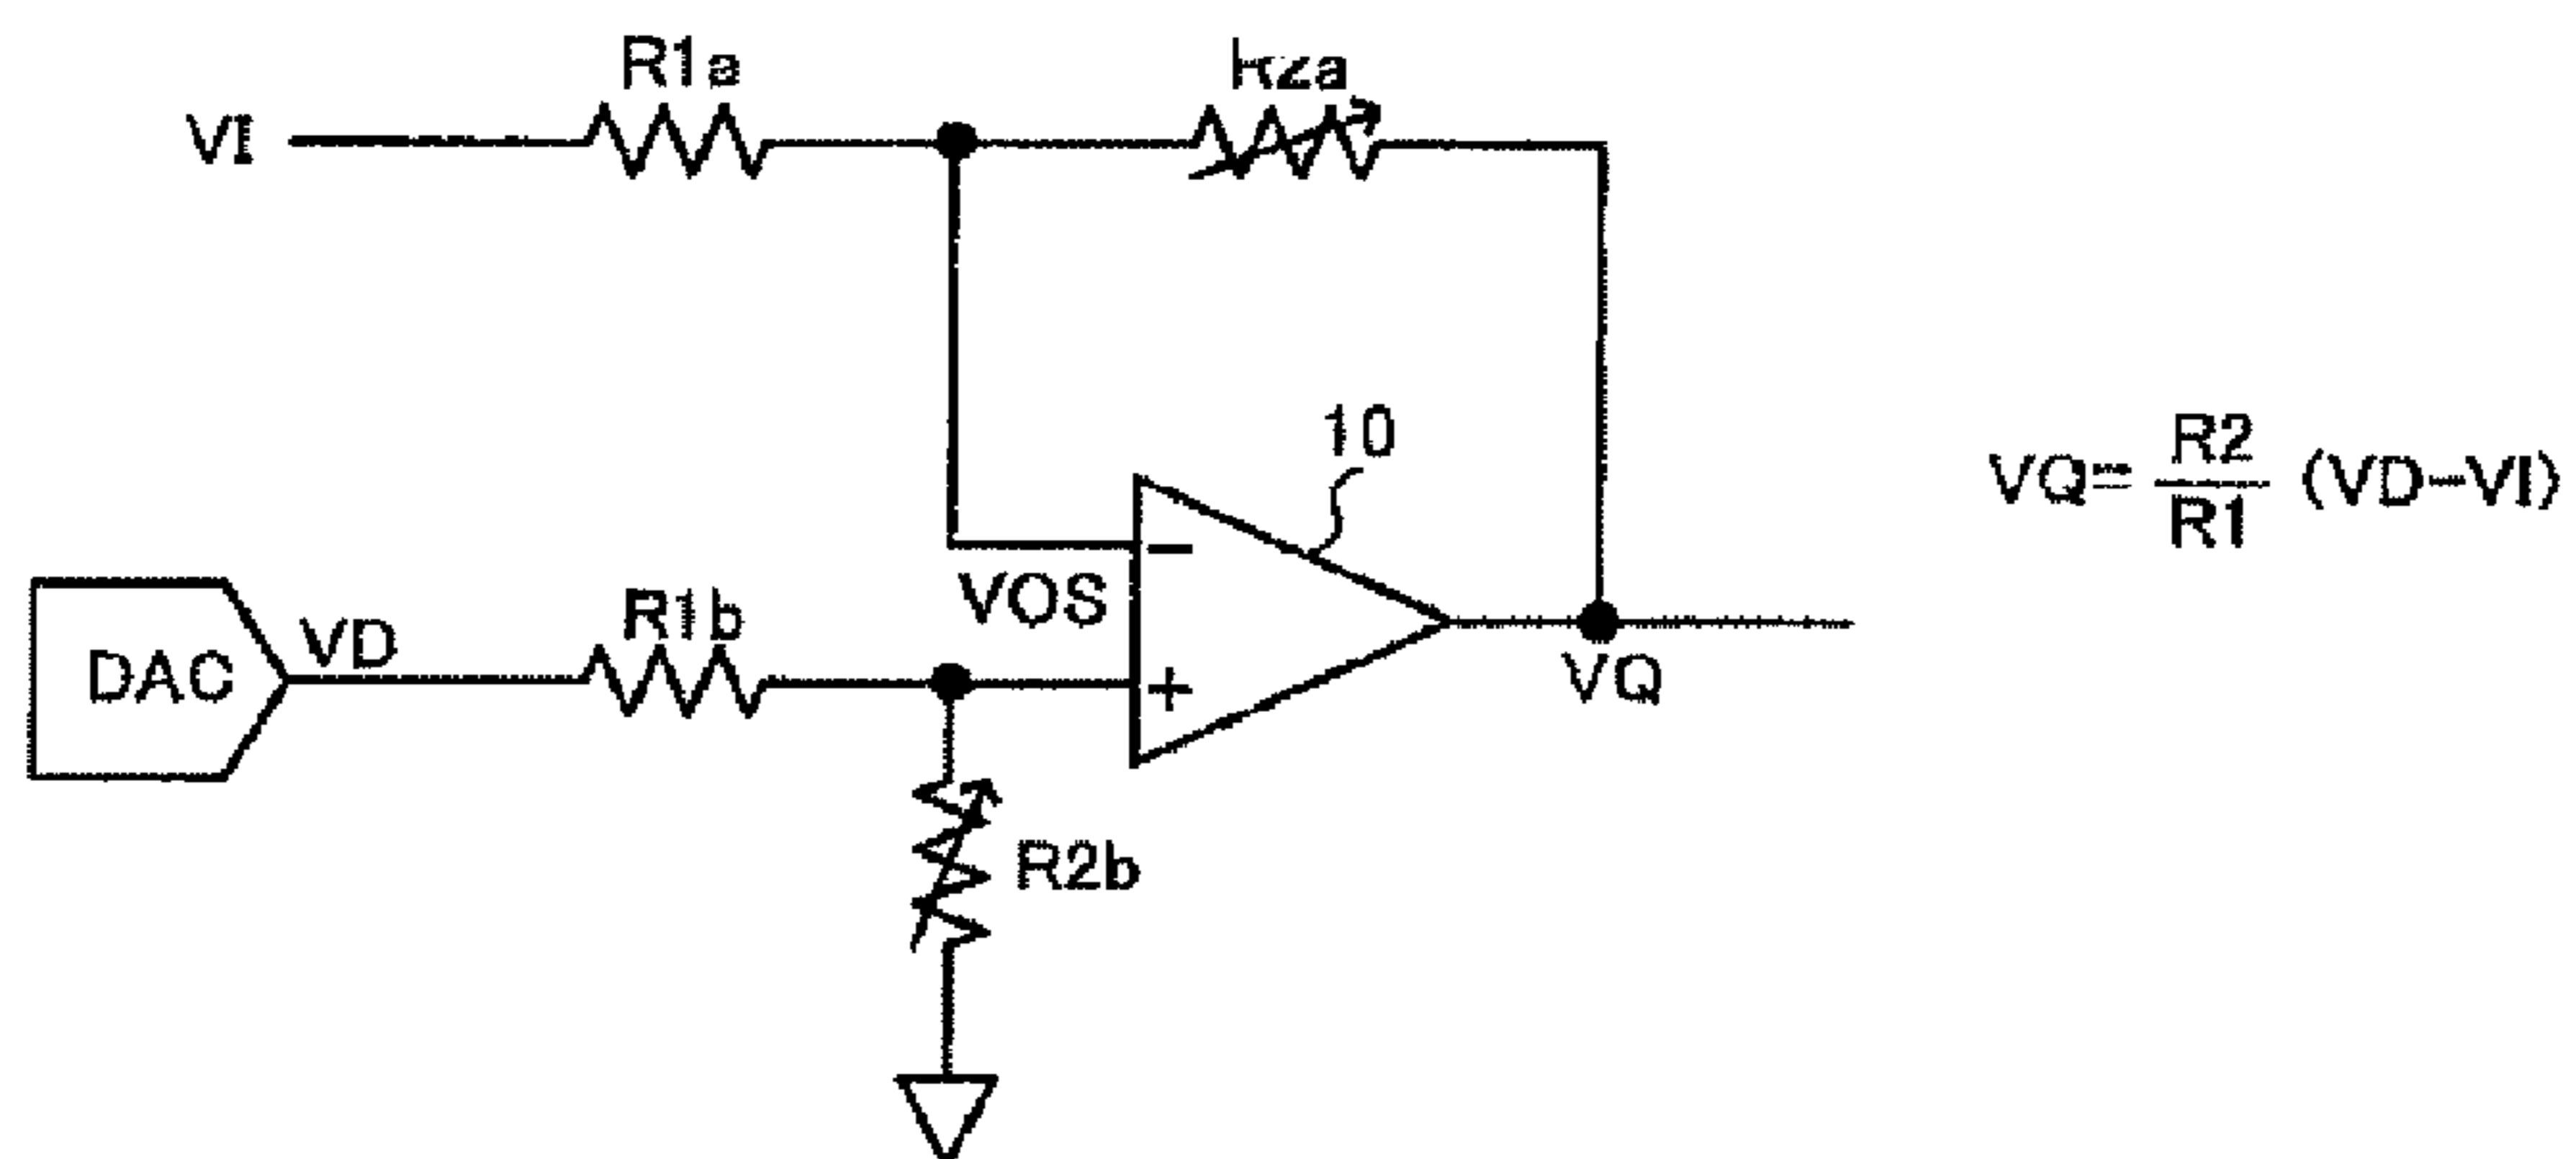 R1a
R2a
VI
10
VQ= R2/R1 (VD-VI)
VOS
R1b
VD
DAC
-
+
VQ
R2b